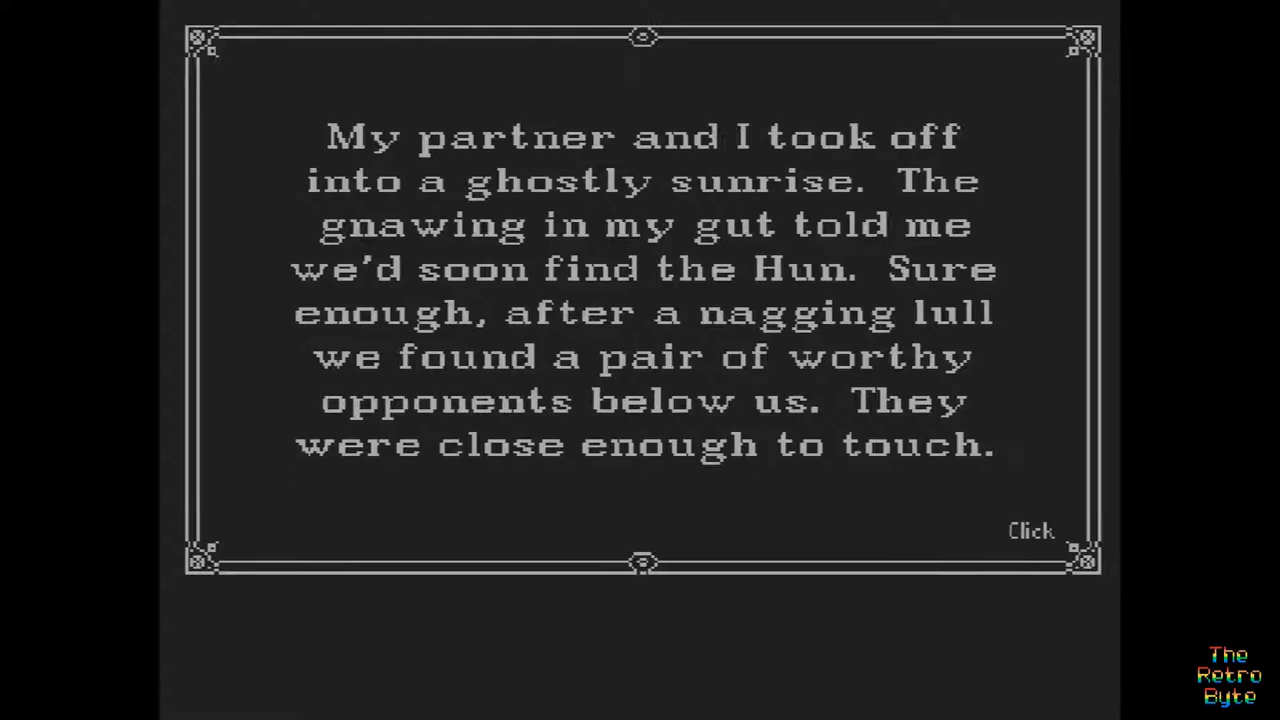 My partner and I took off
into a ghostly sunrise.  The
gnawing in my gut told me
we'd soon find the Hun.  Sure
enough, after a nagging lull
we found a pair of worthy
opponents below us.  They
were close enough to touch.
Click
The
Retro
Byte